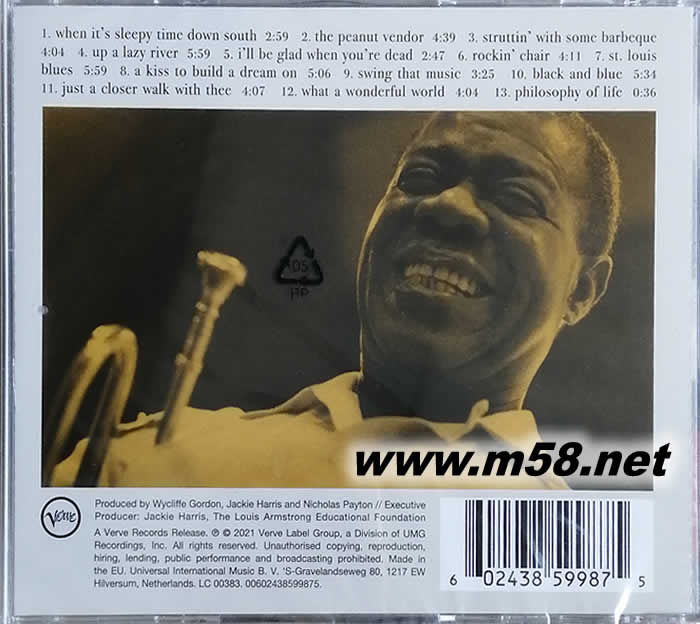 1. when it's sleepy time down south 2:59 2. the peanut vendor 4:39 3. struttin' with some barbeque
4:04 4. up a lazy river 5:59 5. i'll be glad when you're dead 2:47 6. rockin' chair 4:11 7. st. louis
blues 5:59 8. a kiss to build a dream on 5:06 9. swing that music 3:25 10. black and blue 5:34
11. just a closer walk with thee 4:07 12. what a wonderful world 4:04 13. philosophy of life 0:36
05
PP
www.m58.net
Verve
Produced by Wycliffe Gordon, Jackie Harris and Nicholas Payton // Executive
Producer: Jackie Harris, The Louis Armstrong Educational Foundation
A Verve Records Release. ℗ © 2021 Verve Label Group, a Division of UMG
Recordings, Inc. All rights reserved. Unauthorised copying, reproduction,
hiring, lending, public performance and broadcasting prohibited. Made in
the EU. Universal International Music B. V. 'S-Gravelandseweg 80, 1217 EW
Hilversum, Netherlands. LC 00383. 00602438599875.
6 02438 59987 5